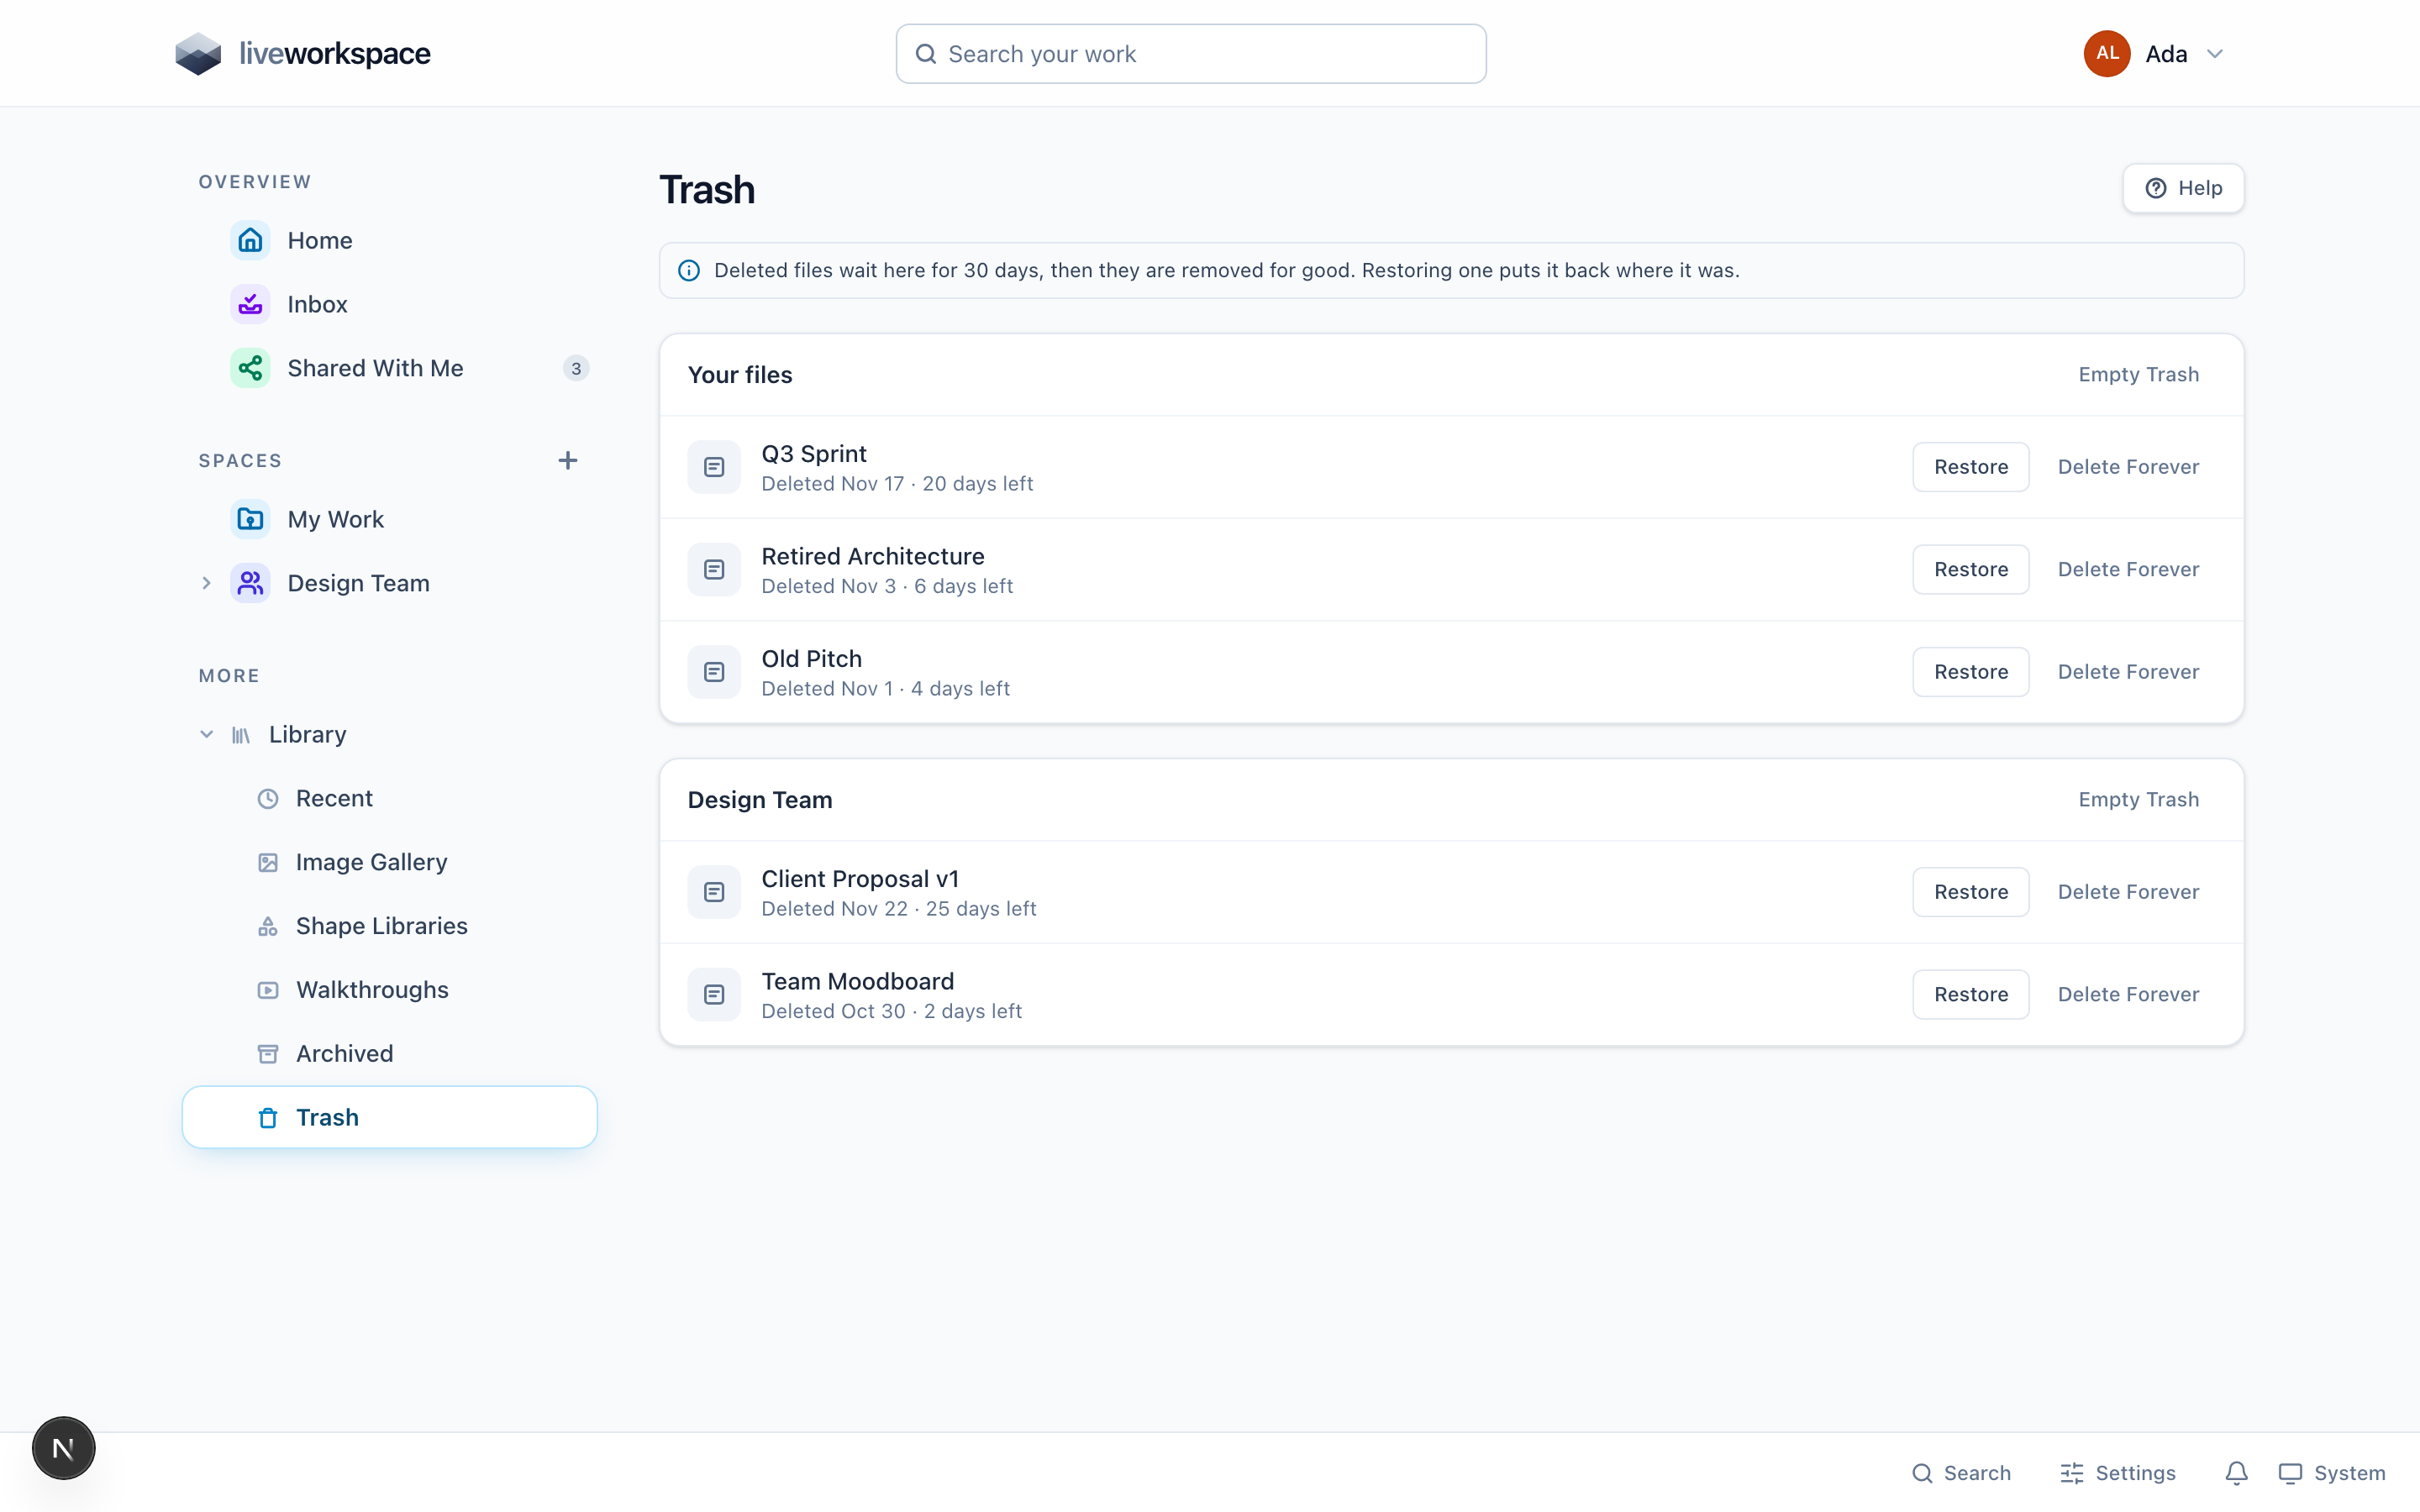 liveworkspace
Search your work
AL
Ada
OVERVIEW
Home
Inbox
Shared With Me
3
SPACES
My Work
Design Team
MORE
Library
Recent
Image Gallery
Shape Libraries
Walkthroughs
Archived
Trash
Trash
Help
Deleted files wait here for 30 days, then they are removed for good. Restoring one puts it back where it was.
Your files
Empty Trash
Q3 Sprint
Deleted Nov 17 · 20 days left
Restore
Delete Forever
Retired Architecture
Deleted Nov 3 · 6 days left
Restore
Delete Forever
Old Pitch
Deleted Nov 1 · 4 days left
Restore
Delete Forever
Design Team
Empty Trash
Client Proposal v1
Deleted Nov 22 · 25 days left
Restore
Delete Forever
Team Moodboard
Deleted Oct 30 · 2 days left
Restore
Delete Forever
N
Search
Settings
System